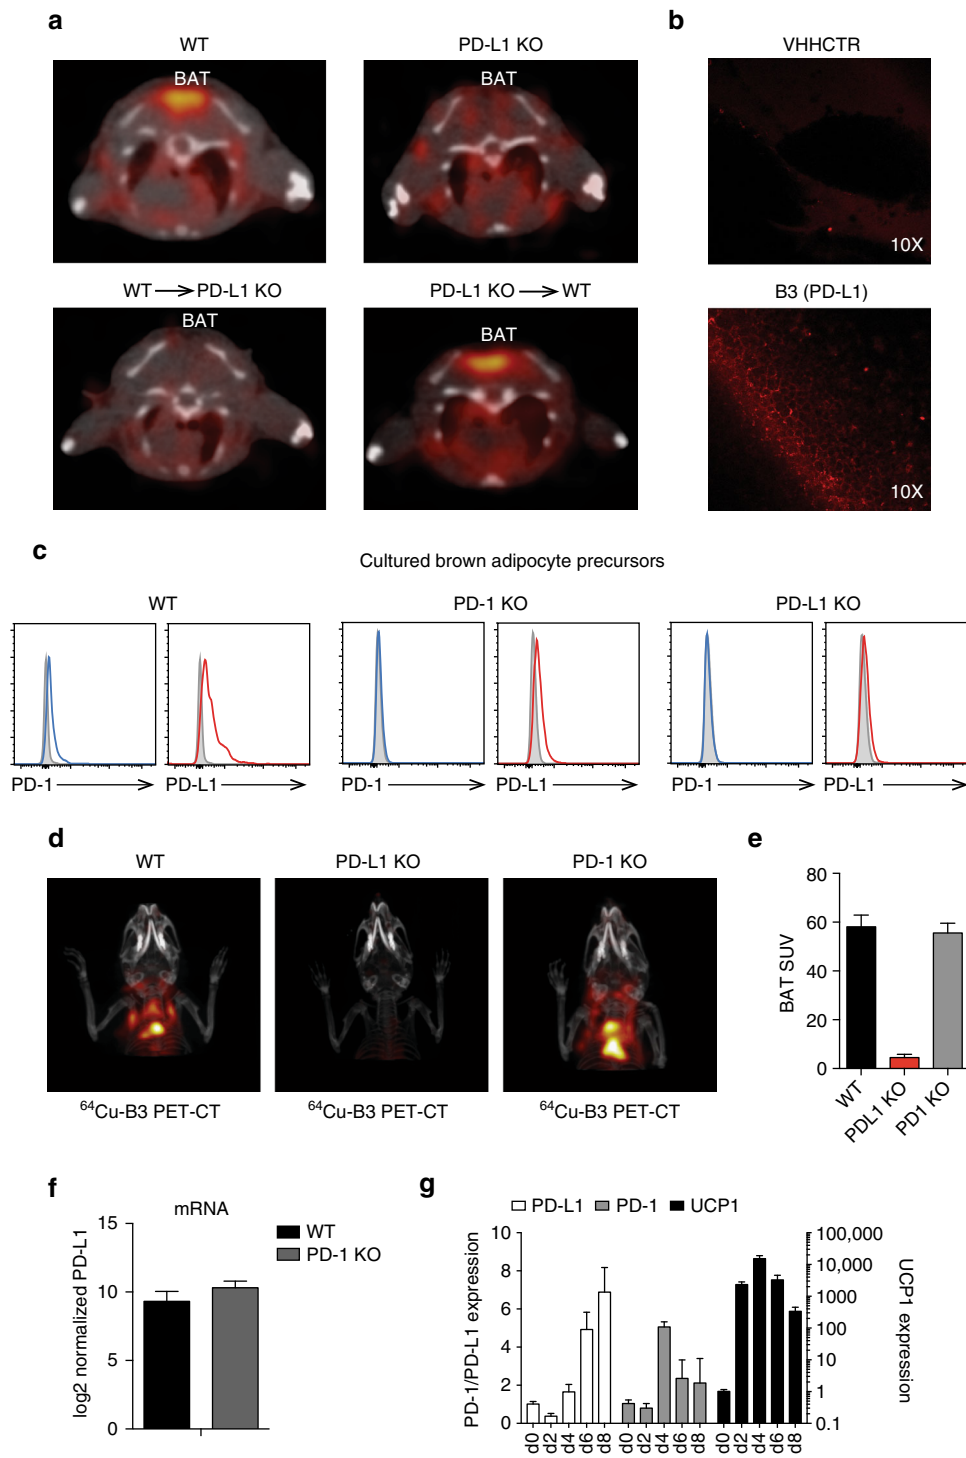 a
WT
BAT
PD-L1 KO
BAT
WT → PD-L1 KO
BAT
PD-L1 KO → WT
BAT
b
VHHCTR
10X
B3 (PD-L1)
10X
c
Cultured brown adipocyte precursors
WT
PD-1
PD-L1
PD-1 KO
PD-1
PD-L1
PD-L1 KO
PD-1
PD-L1
d
WT
PD-L1 KO
PD-1 KO
64Cu-B3 PET-CT
64Cu-B3 PET-CT
64Cu-B3 PET-CT
e
BAT SUV
80
60
40
20
0
WT
PDL1 KO
PD1 KO
f
mRNA
WT
PD-1 KO
log2 normalized PD-L1
15
10
5
0
g
PD-L1
PD-1
UCP1
PD-1/PD-L1 expression
10
8
6
4
2
0
d0
d2
d4
d6
d8
d0
d2
d4
d6
d8
d0
d2
d4
d6
d8
100,000
10,000
1000
100
10
1
0.1
UCP1 expression